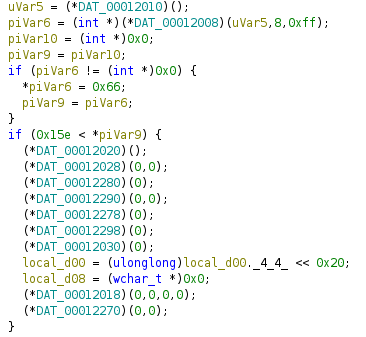 uVar5 = (*DAT_00012010)();
piVar6 = (int *)(*DAT_00012008)(uVar5,8,0xff);
piVar10 = (int *)0x0;
piVar9 = piVar10;
if (piVar6 != (int *)0x0) {
*piVar6 = 0x66;
piVar9 = piVar6;
}
if (0x15e < *piVar9) {
(*DAT_00012020)();
(*DAT_00012028)(0,0);
(*DAT_00012280)(0);
(*DAT_00012290)(0,0);
(*DAT_00012278)(0);
(*DAT_00012298)(0);
(*DAT_00012030)(0);
local_d00 = (ulonglong)local_d00._4_4_ << 0x20;
local_d08 = (wchar_t *)0x0;
(*DAT_00012018)(0,0,0,0);
(*DAT_00012270)(0,0);
}